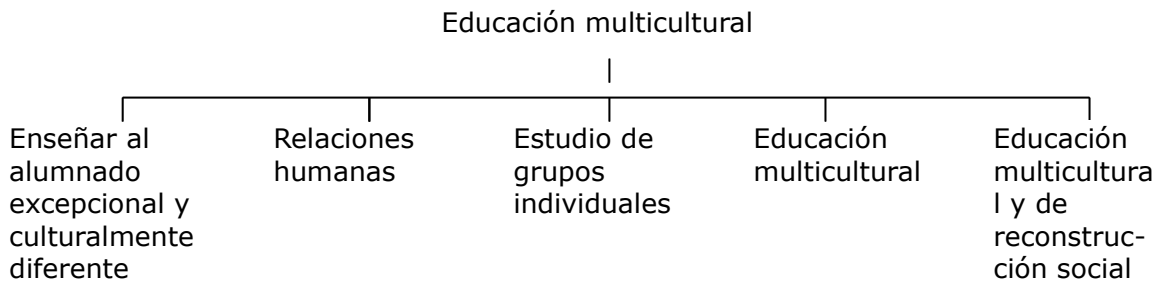 Educación multicultural
Enseñar al
alumnado
excepcional y
culturalmente
diferente
Relaciones
humanas
Estudio de
grupos
individuales
Educación
multicultural
Educación
multicultura
l y de
reconstruc-
ción social